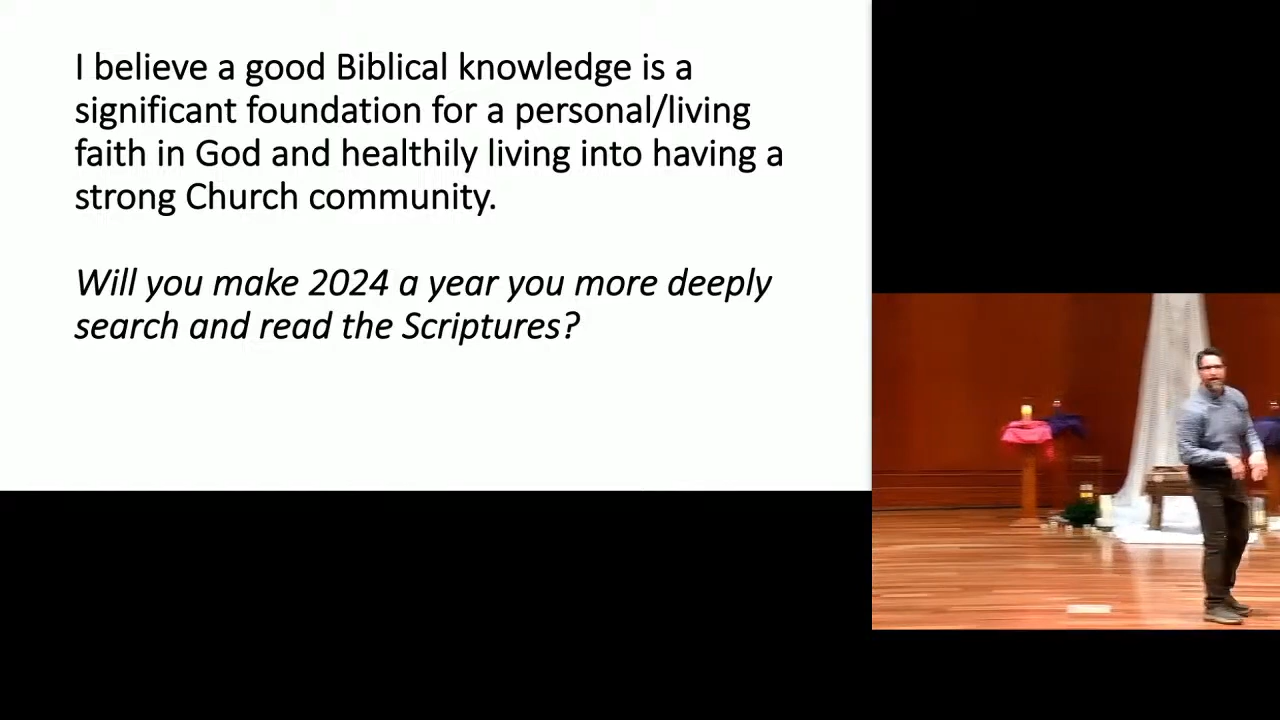 I believe a good Biblical knowledge is a
significant foundation for a personal/living
faith in God and healthily living into having a
strong Church community.
Will you make 2024 a year you more deeply
search and read the Scriptures?